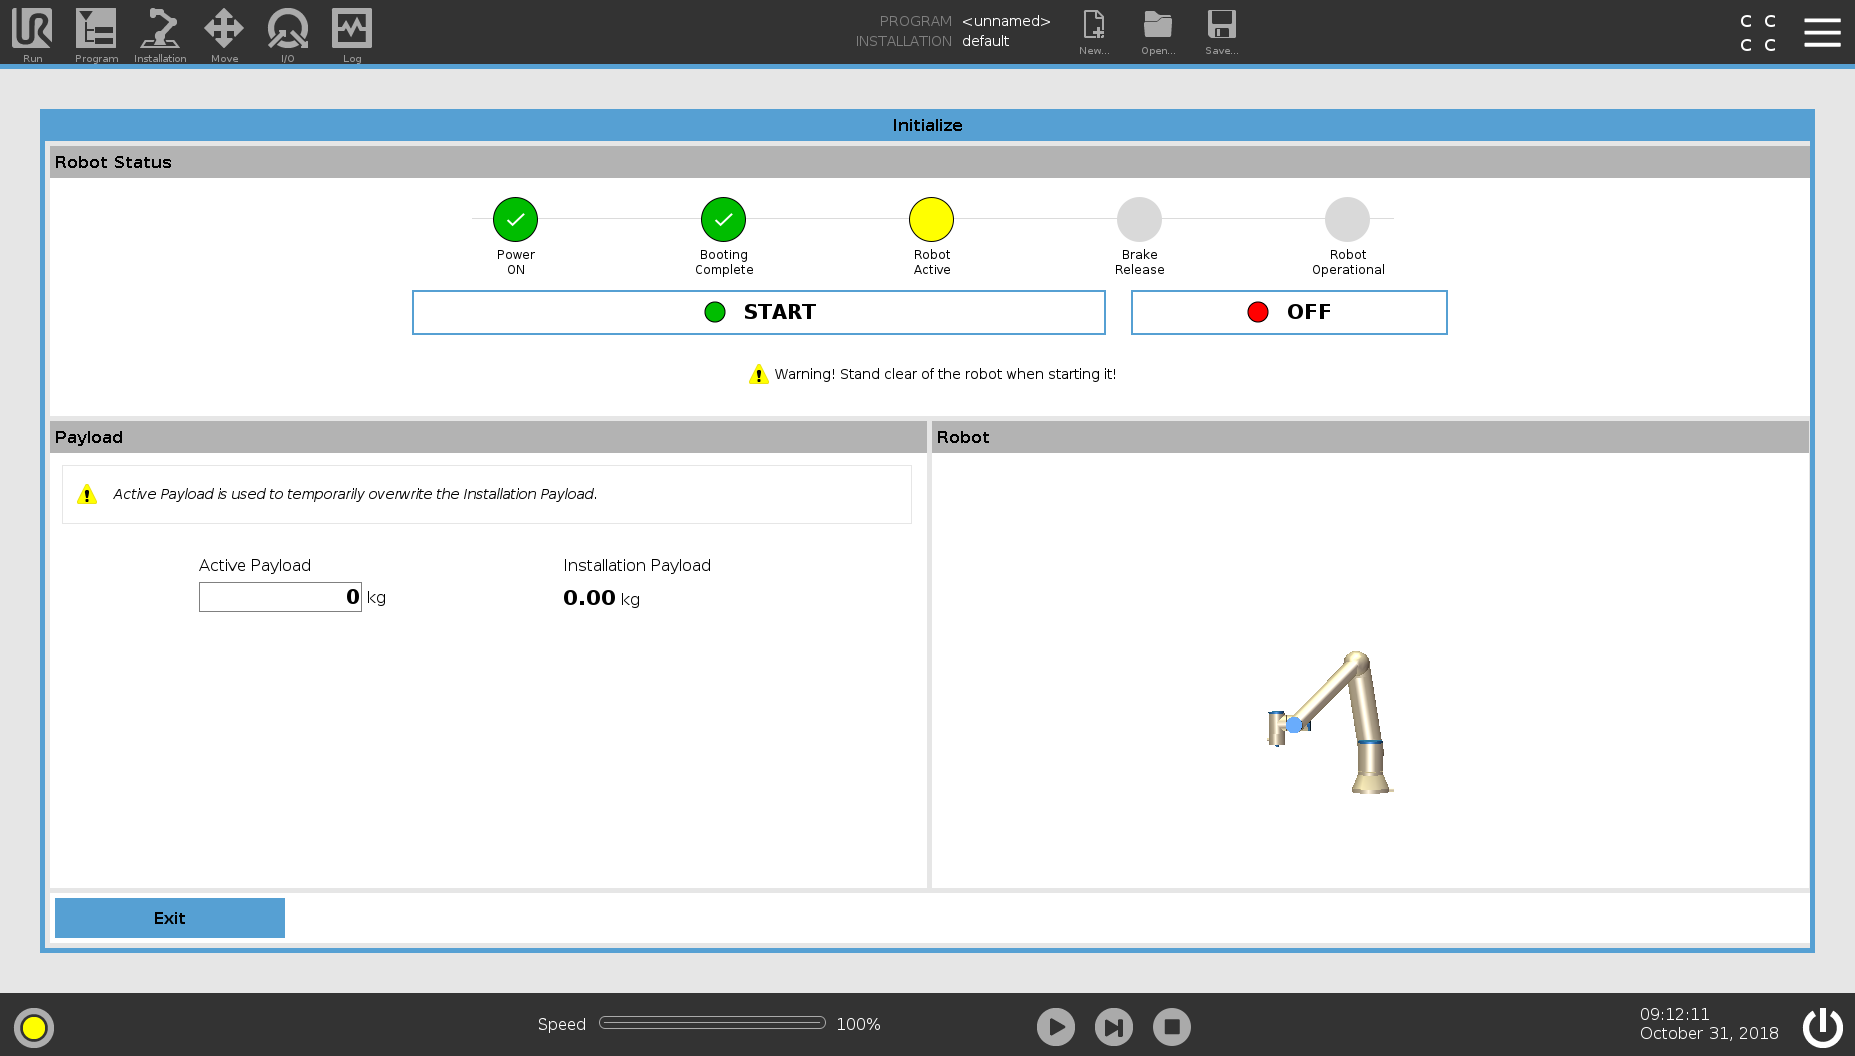 Run
Program
Installation
Move
I/O
Log
PROGRAM <unnamed>
INSTALLATION default
New...
Open...
Save...
C C
C C
Initialize
Robot Status
Power
ON
Booting
Complete
Robot
Active
Brake
Release
Robot
Operational
START
OFF
Warning! Stand clear of the robot when starting it!
Payload
Robot
Active Payload is used to temporarily overwrite the Installation Payload.
Active Payload
0 kg
Installation Payload
0.00 kg
Exit
Speed 100%
09:12:11
October 31, 2018